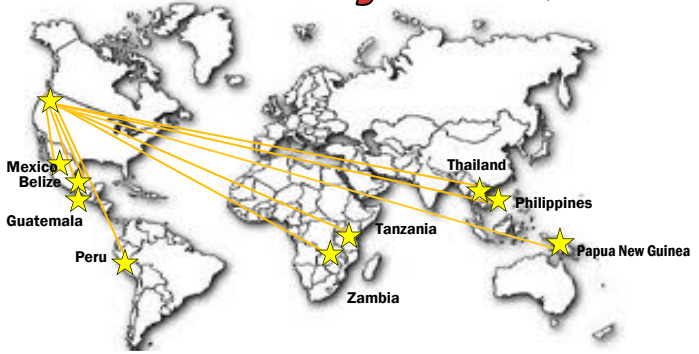 Mexico
Belize
Guatemala
Peru
Thailand
Philippines
Tanzania
Papua New Guinea
Zambia